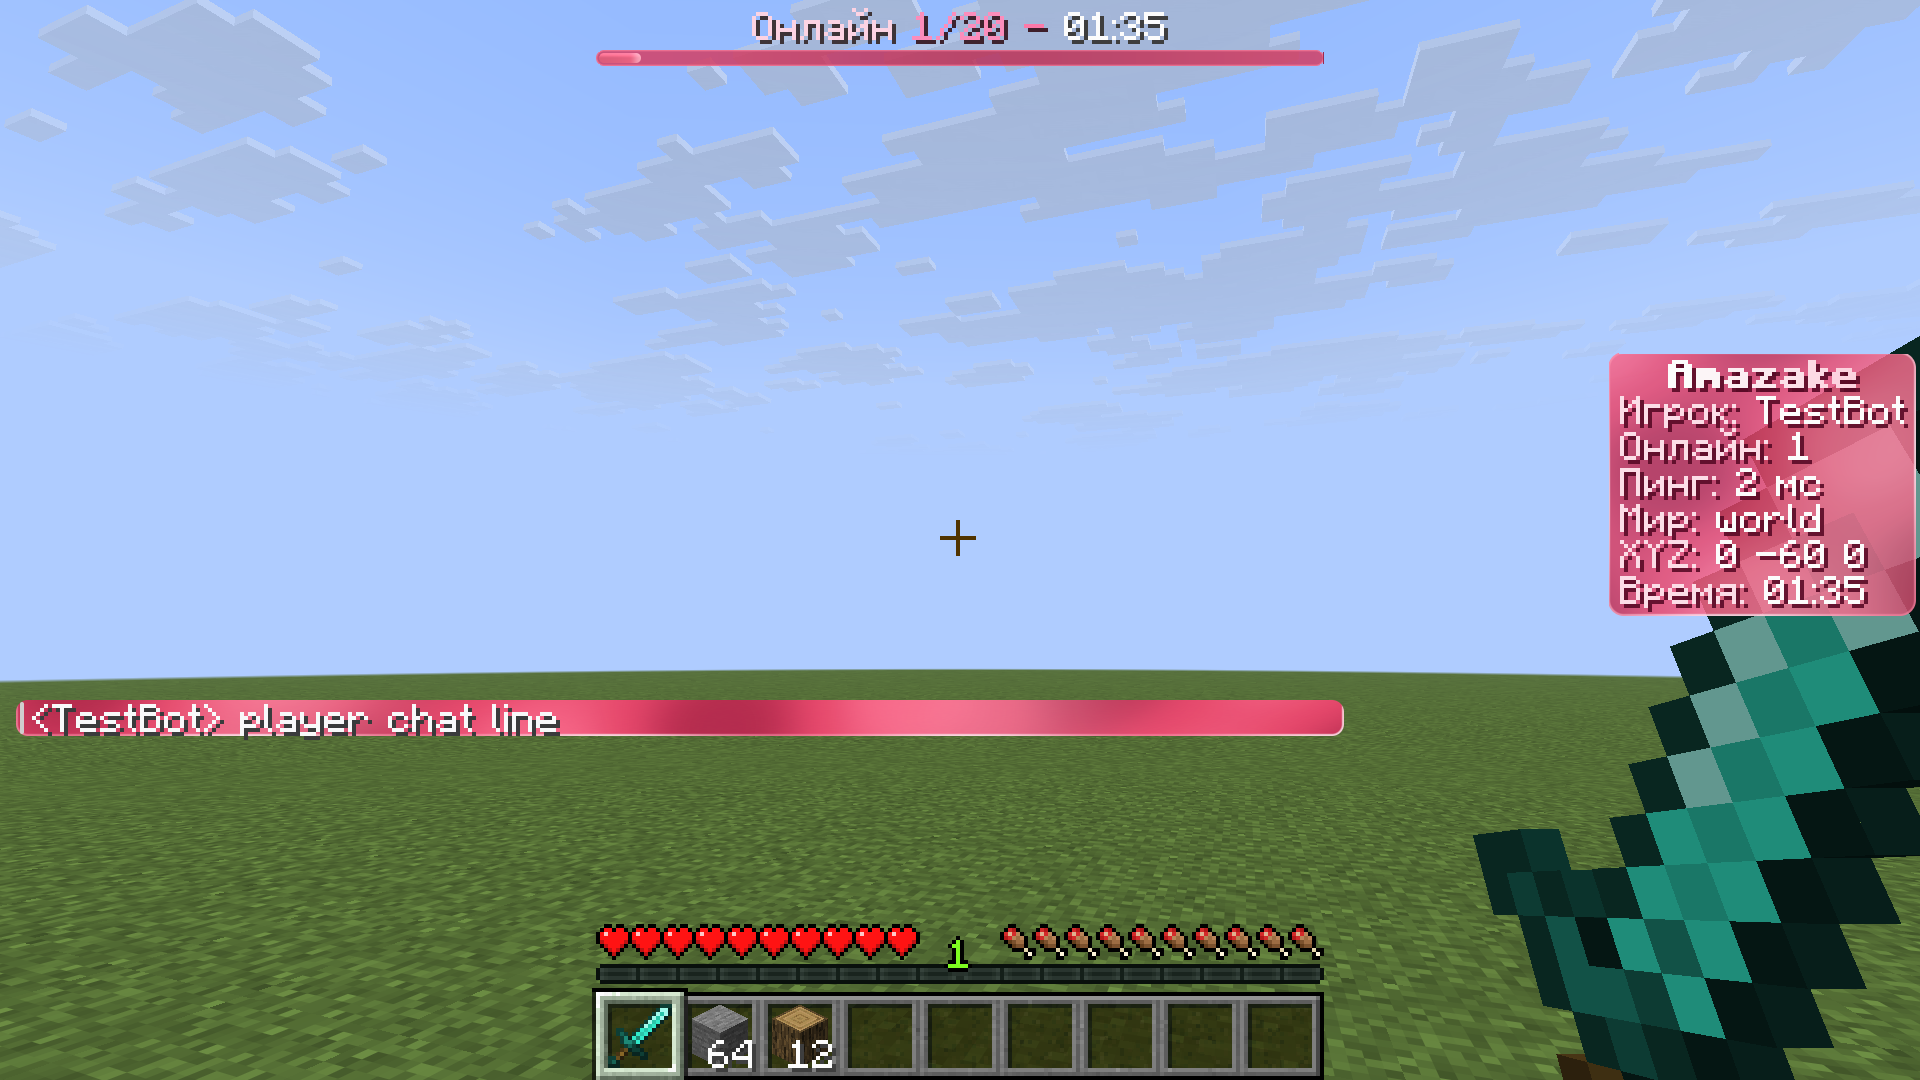 Онлайн 1/20 - 01:35
Amazake
Игрок: TestBot
Онлайн: 1
Пинг: 2 мс
Мир: world
XYZ: 0 -60 0
Время: 01:35
<TestBot> player chat line
1
64
12